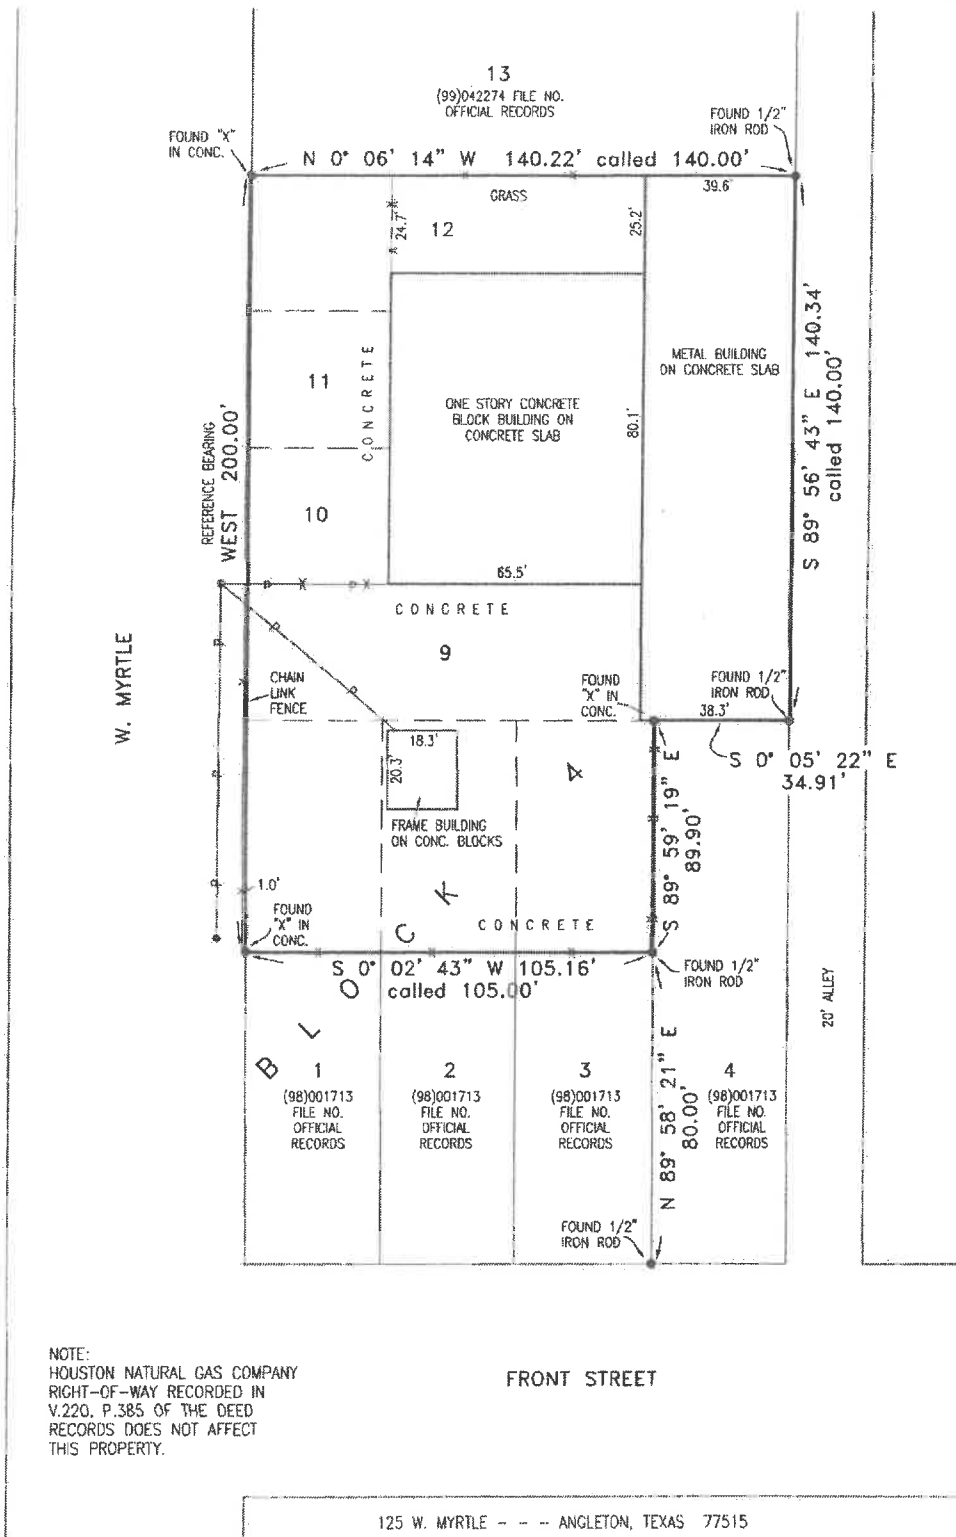 13
(99)042274 FILE NO.
OFFICIAL RECORDS
FOUND "X"
IN CONC.
FOUND 1/2"
IRON ROD
N 0° 06' 14" W 140.22' called 140.00'
GRASS
39.6'
24.7'
12
25.2'
METAL BUILDING
ON CONCRETE SLAB
S 89° 56' 43" E 140.34'
called 140.00'
11
CONCRETE
ONE STORY CONCRETE
BLOCK BUILDING ON
CONCRETE SLAB
80.1'
REFERENCE BEARING
WEST 200.00'
10
65.5'
P
P
CONCRETE
9
P
P
P
W. MYRTLE
CHAIN
LINK
FENCE
FOUND
"X" IN
CONC.
FOUND 1/2"
IRON ROD
38.3'
S 0° 05' 22" E
34.91'
18.3'
20.3'
P
FRAME BUILDING
ON CONC. BLOCKS
S 89° 59' 19" E
89.90'
P
1.0'
FOUND
"X" IN
CONC.
CONCRETE
S 0° 02' 43" W 105.16'
called 105.00'
FOUND 1/2"
IRON ROD
BLOCK 4
20' ALLEY
1
(98)001713
FILE NO.
OFFICIAL
RECORDS
2
(98)001713
FILE NO.
OFFICIAL
RECORDS
3
(98)001713
FILE NO.
OFFICIAL
RECORDS
N 89° 58' 21" E
80.00'
4
(98)001713
FILE NO.
OFFICIAL
RECORDS
FOUND 1/2"
IRON ROD
NOTE:
HOUSTON NATURAL GAS COMPANY
RIGHT-OF-WAY RECORDED IN
V.220, P.385 OF THE DEED
RECORDS DOES NOT AFFECT
THIS PROPERTY.
FRONT STREET
125 W. MYRTLE - - - ANGLETON, TEXAS 77515